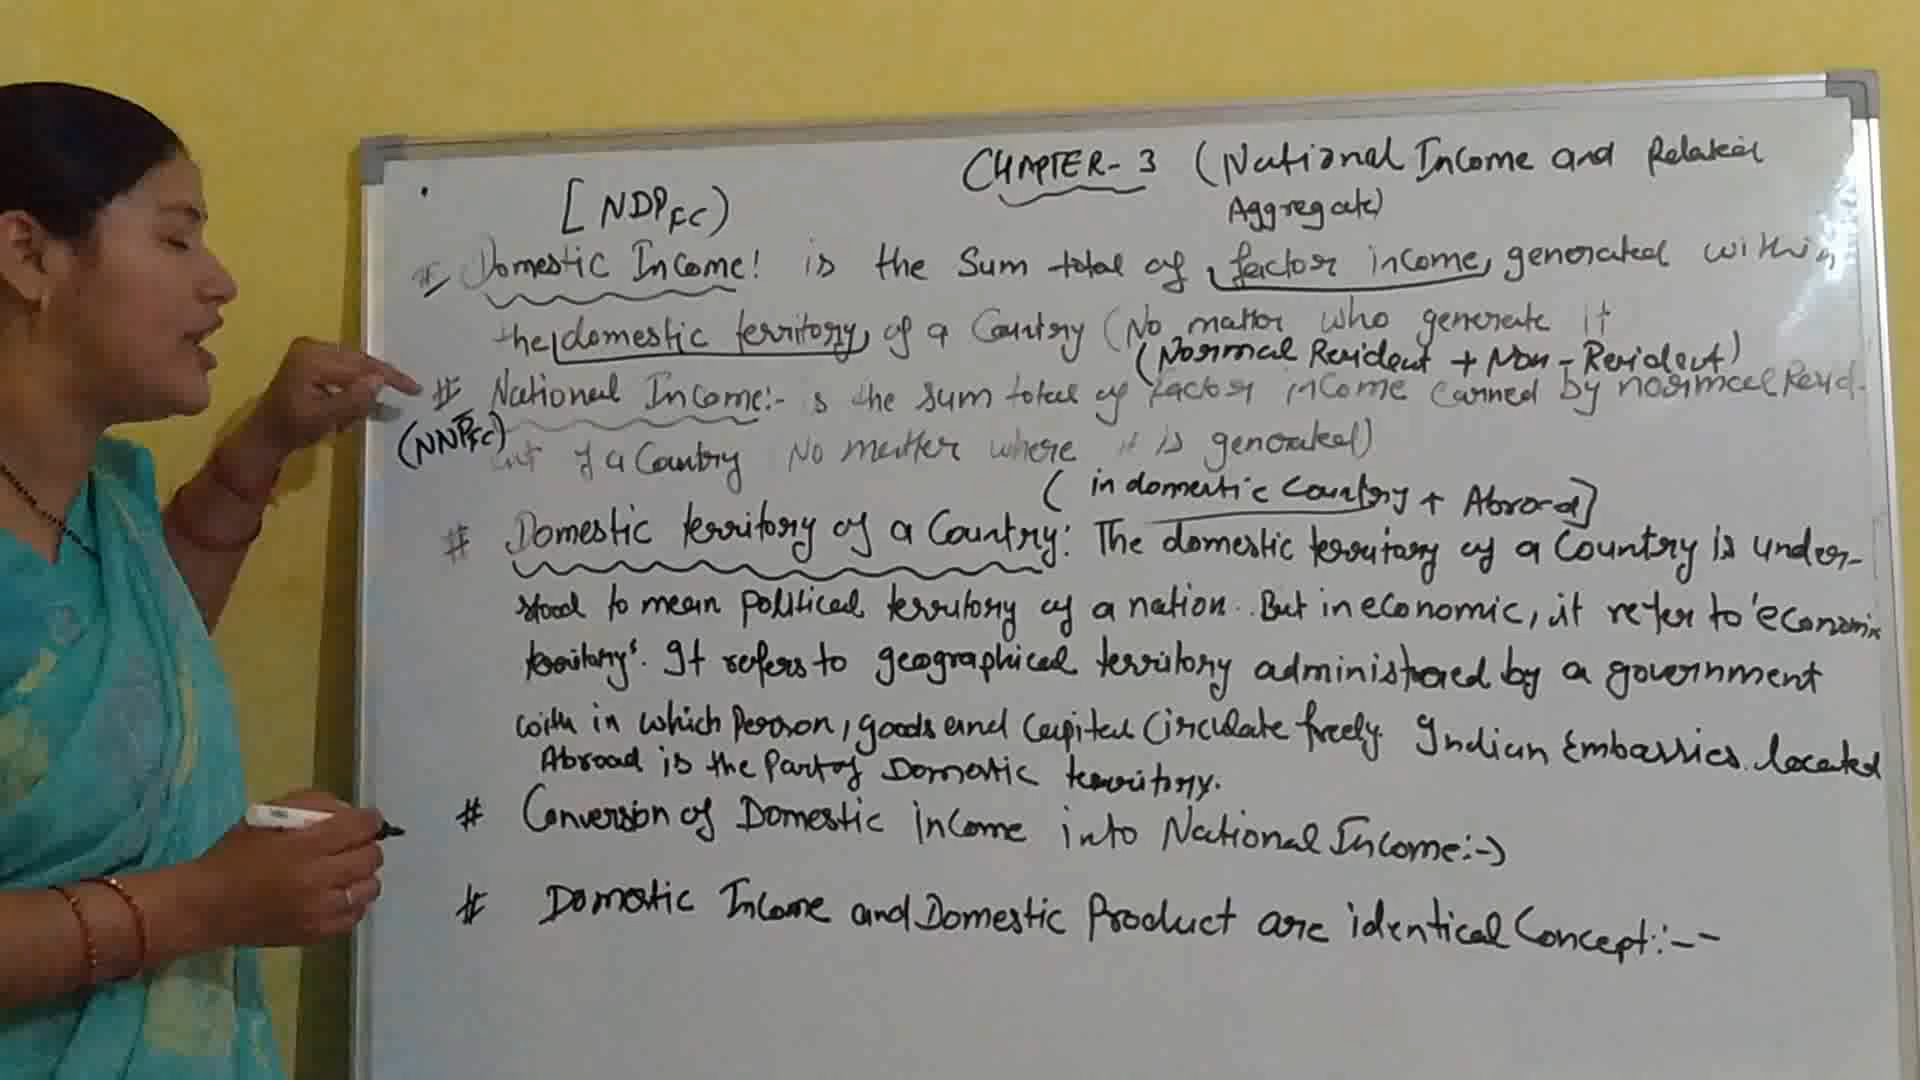 CHAPTER- 3 (National Income and Related
Aggregate)
[NDPFC)
# Domestic Income! is the Sum total of factor income, generated within
the domestic territory, of a Country (No matter who generate it
(Normal Resident + Non-Resident)
# National Income:- is the sum total of factor income earned by normal Resid-
(NNPFC)
ent of a Country No matter where it is generated)
(in domestic Country + Abroad]
# Domestic territory of a Country: The domestic territory of a Country is under-
stood to mean political territory of a nation. But in economic, it refer to 'economic
territory'. It refers to geographical territory administered by a government
with in which Person, goods and Capital Circulate freely. Indian Embassies located
Abroad is the Part of Domestic territory.
# Conversion of Domestic income into National Income:-)
# Domestic Income and Domestic Product are identical Concept:--